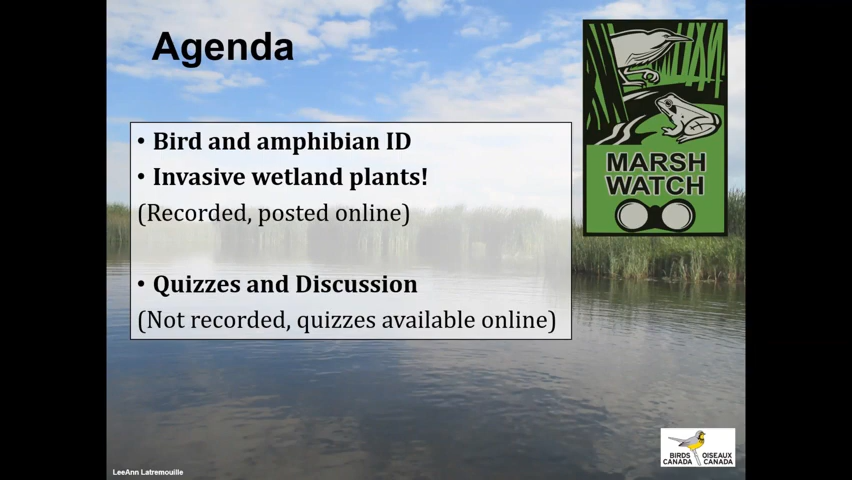 Agenda
• Bird and amphibian ID
• Invasive wetland plants!
(Recorded, posted online)
• Quizzes and Discussion
(Not recorded, quizzes available online)
MARSH
WATCH
BIRDS OISEAUX
CANADA CANADA
LeeAnn Latremouille